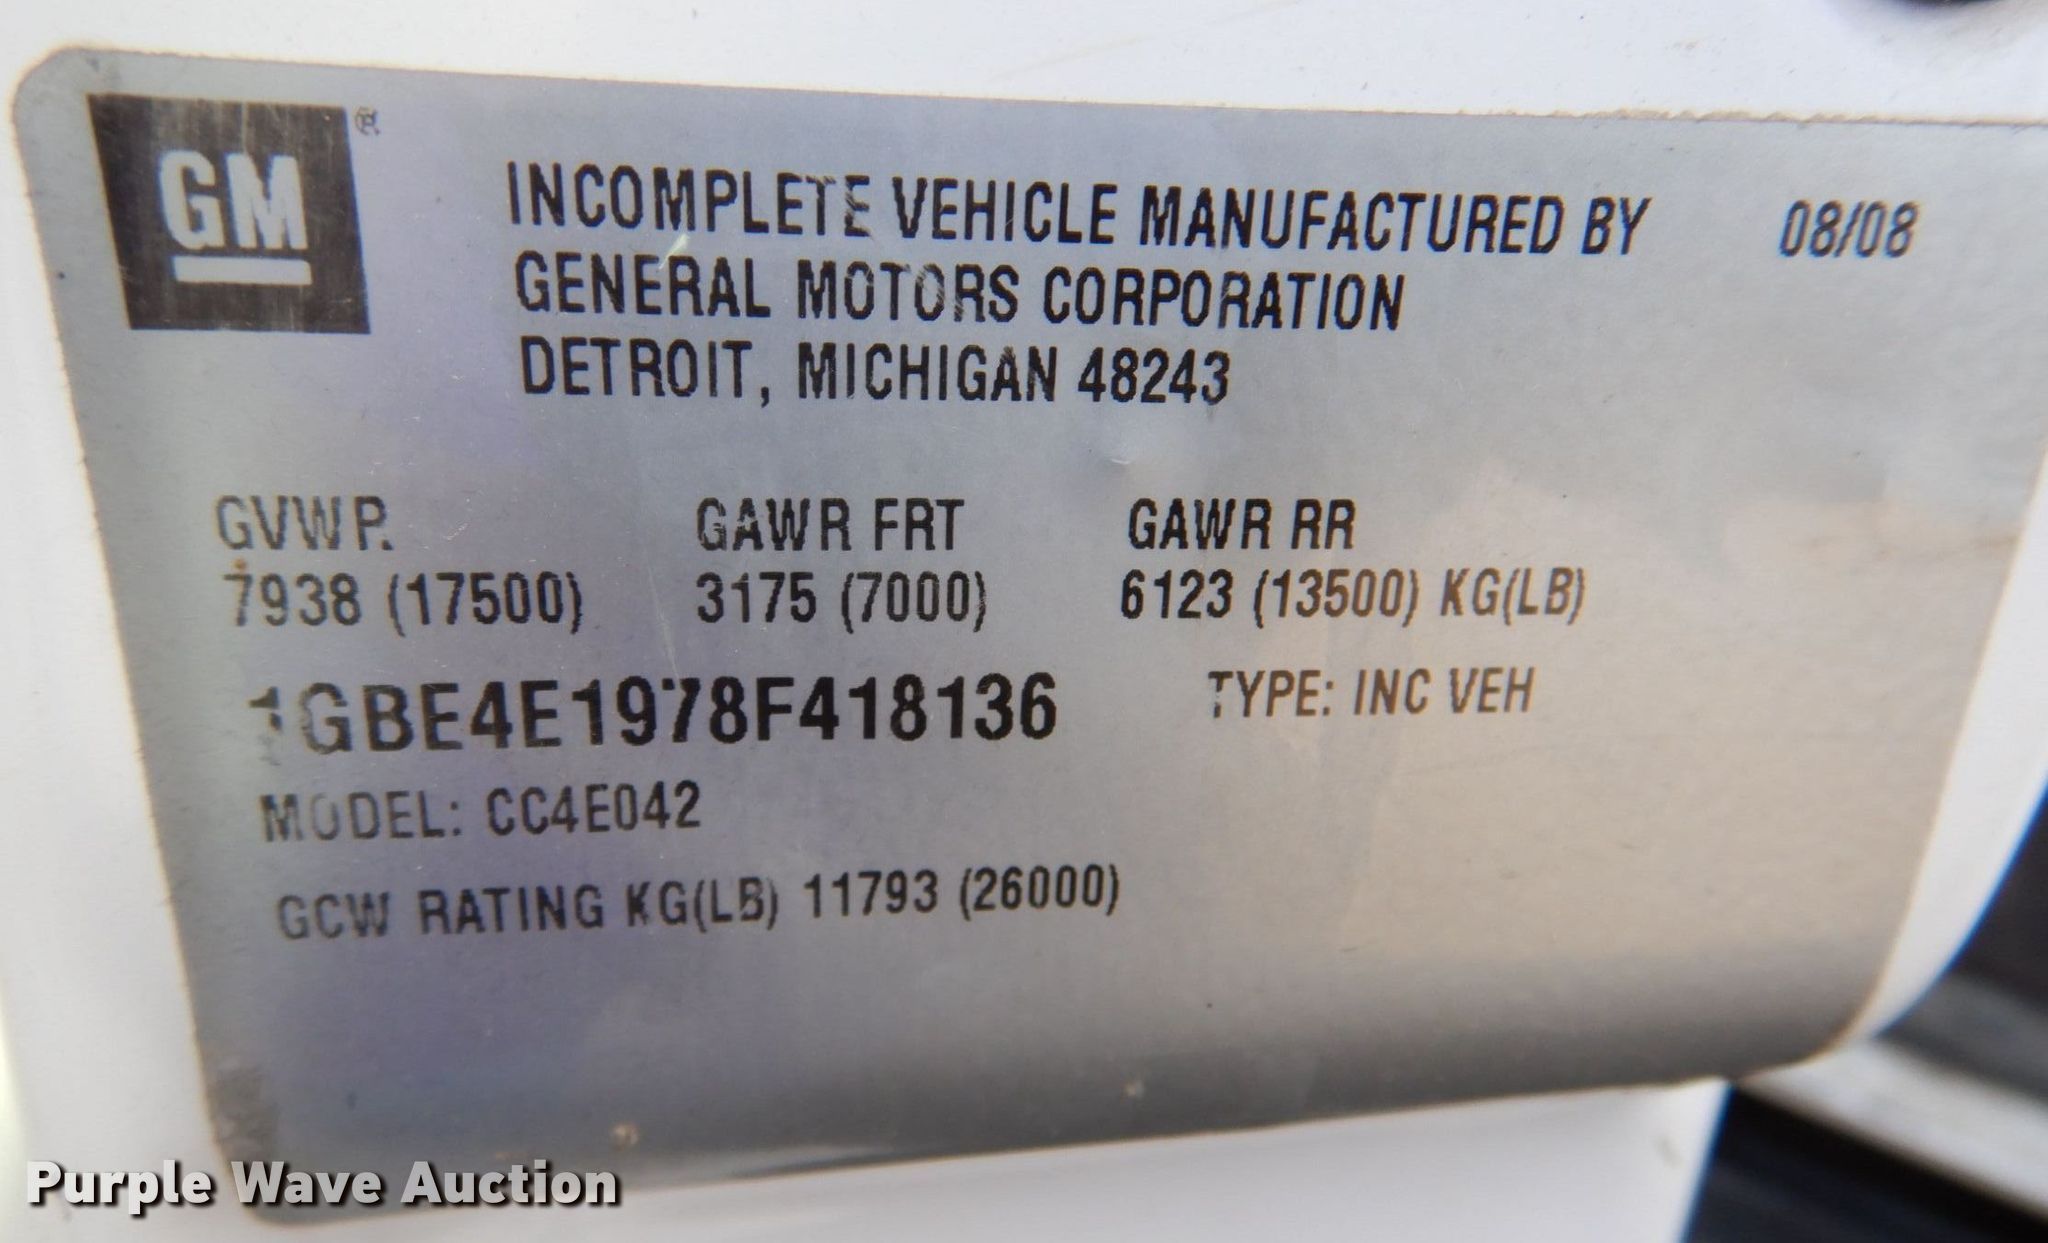 GM ®
INCOMPLETE VEHICLE MANUFACTURED BY 08/08
GENERAL MOTORS CORPORATION
DETROIT, MICHIGAN 48243
GVWR GAWR FRT GAWR RR
7938 (17500) 3175 (7000) 6123 (13500) KG(LB)
1GBE4E1978F418136 TYPE: INC VEH
MODEL: CC4E042
GCW RATING KG(LB) 11793 (26000)
Purple Wave Auction